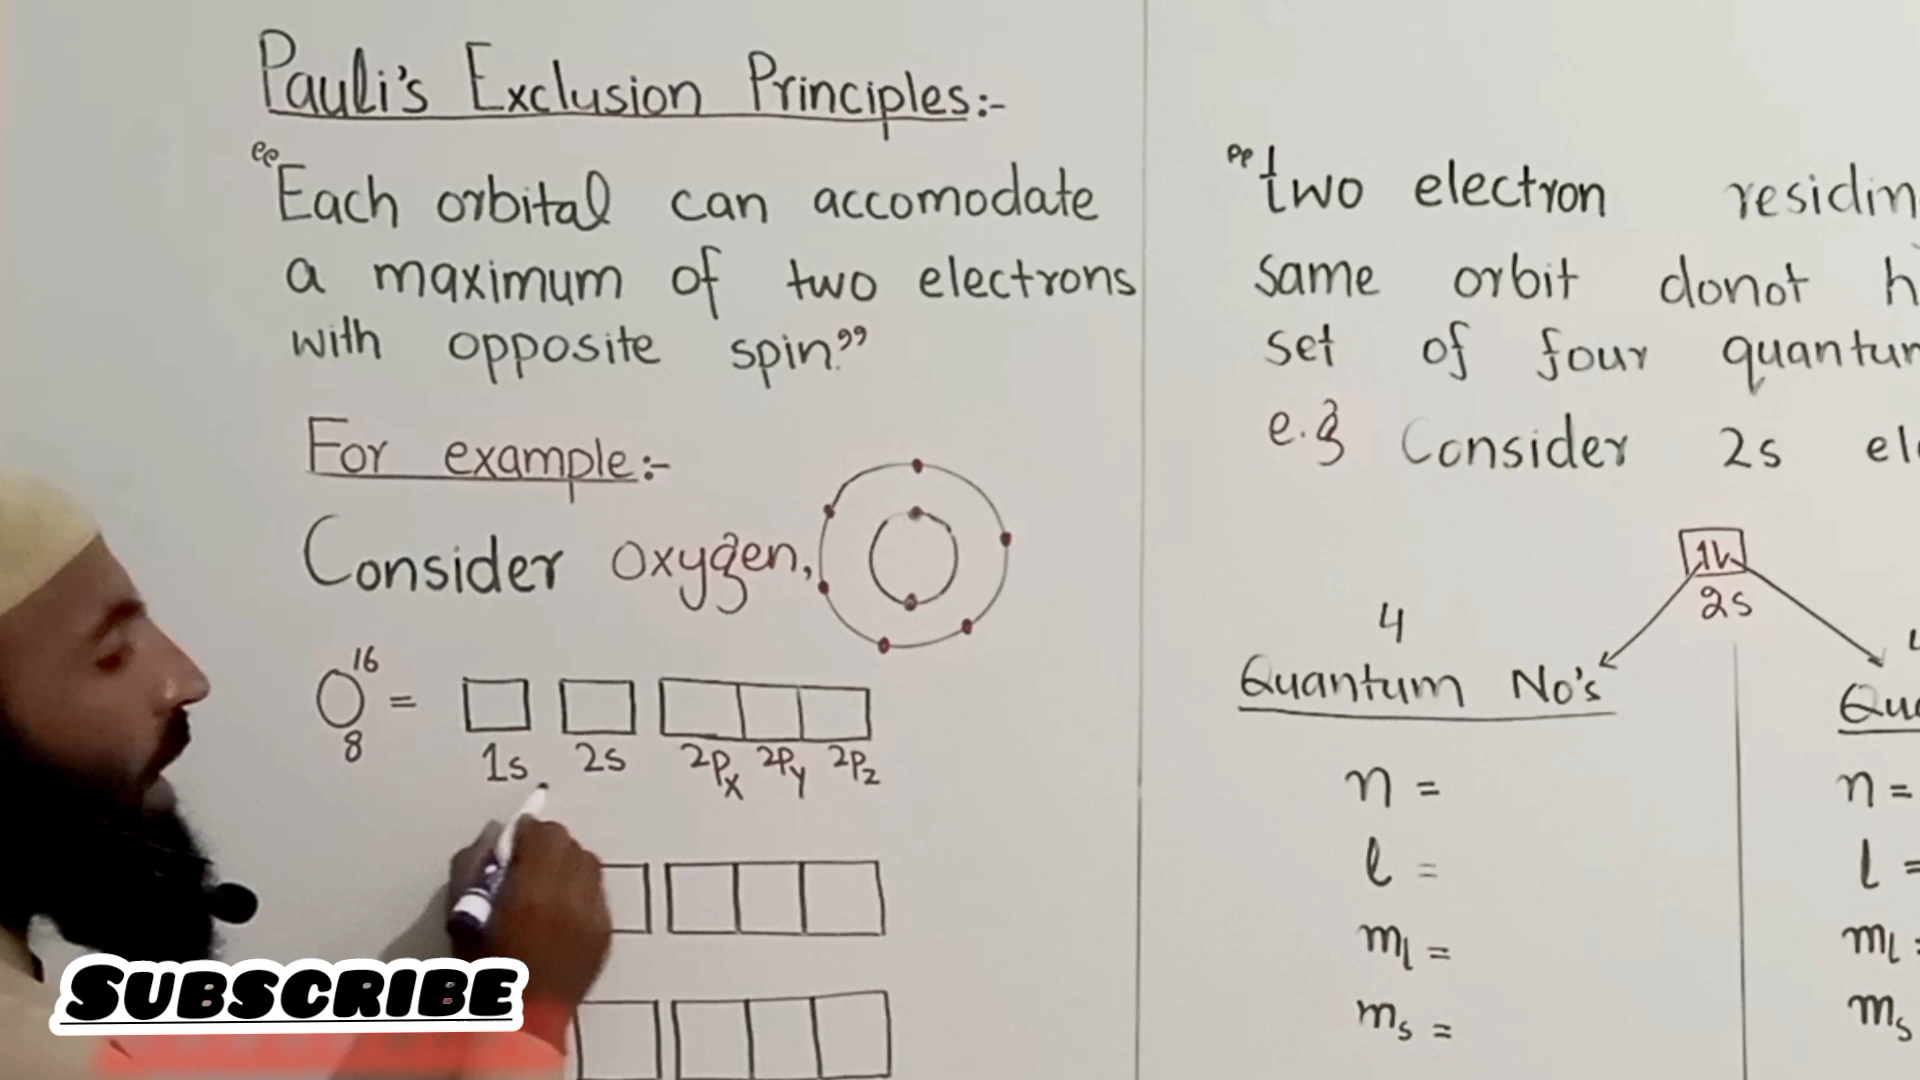 Pauli's Exclusion Principles:-
"Each orbital can accomodate
a maximum of two electrons
with opposite spin."
For example:-
Consider oxygen,
O 16 8 =
1s 2s 2Px 2Py 2Pz
"two electron
same orbit donot
set of four
e.g Consider 2s
1L
2s
4
Quantum No's
n =
l =
ml =
ms =
n =
l =
ml =
ms
SUBSCRIBE